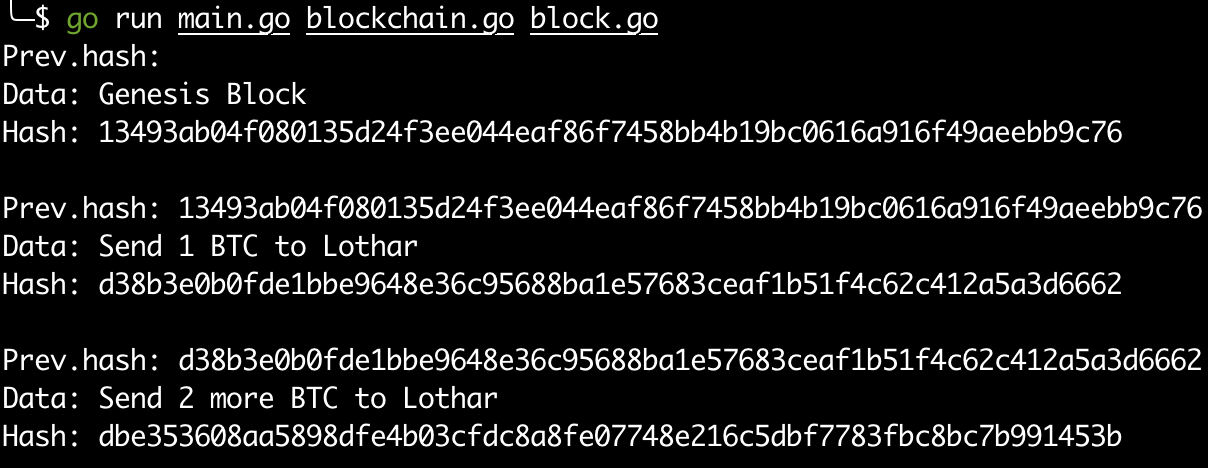 ╰─$ go run main.go blockchain.go block.go
Prev.hash:
Data: Genesis Block
Hash: 13493ab04f080135d24f3ee044eaf86f7458bb4b19bc0616a916f49aeebb9c76
Prev.hash: 13493ab04f080135d24f3ee044eaf86f7458bb4b19bc0616a916f49aeebb9c76
Data: Send 1 BTC to Lothar
Hash: d38b3e0b0fde1bbe9648e36c95688ba1e57683ceaf1b51f4c62c412a5a3d6662
Prev.hash: d38b3e0b0fde1bbe9648e36c95688ba1e57683ceaf1b51f4c62c412a5a3d6662
Data: Send 2 more BTC to Lothar
Hash: dbe353608aa5898dfe4b03cfdc8a8fe07748e216c5dbf7783fbc8bc7b991453b